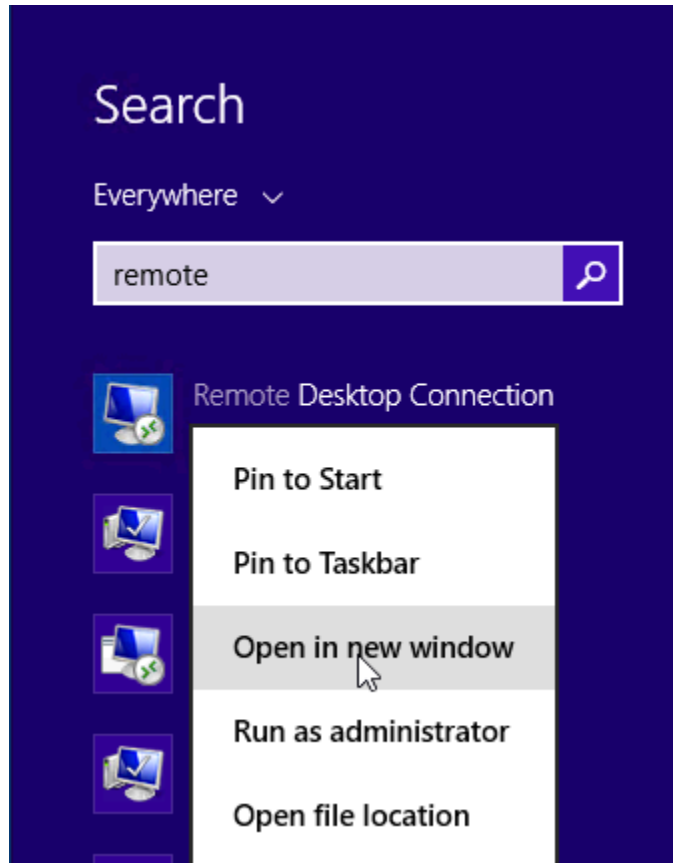 Search
Everywhere
remote
Remote Desktop Connection
Pin to Start
Pin to Taskbar
Open in new window
Run as administrator
Open file location